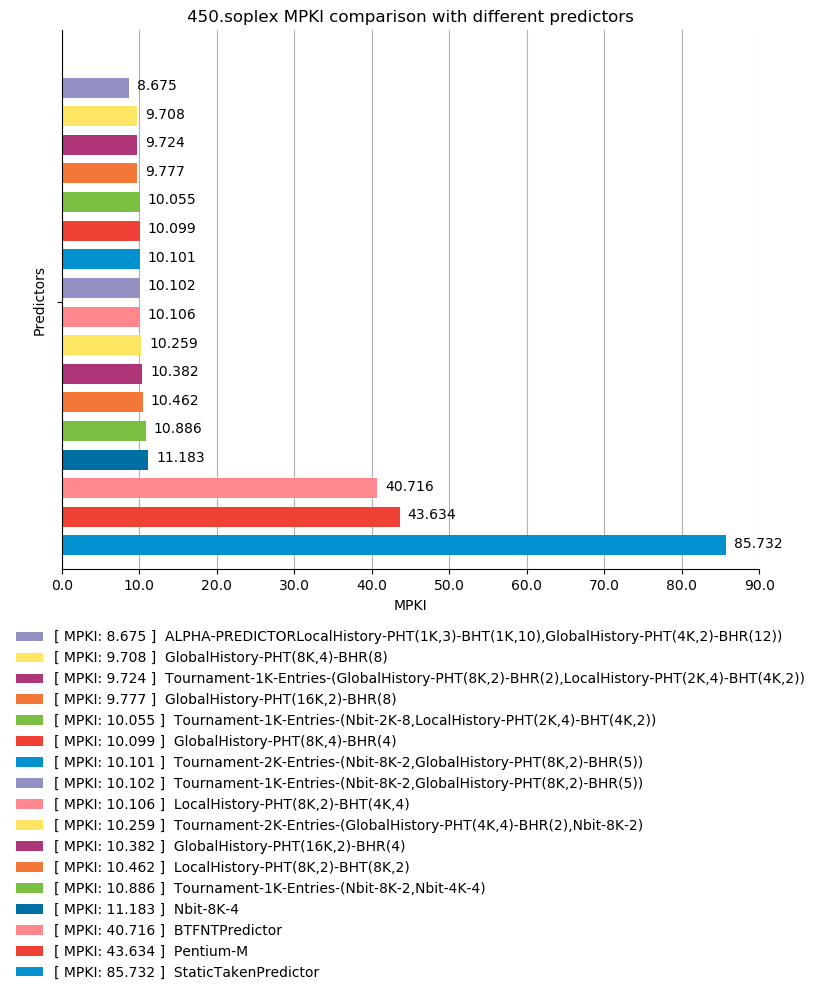 450.soplex MPKI comparison with different predictors
8.675
9.708
9.724
9.777
10.055
10.099
10.101
10.102
10.106
10.259
10.382
10.462
10.886
11.183
40.716
43.634
85.732
Predictors
0.0 10.0 20.0 30.0 40.0 50.0 60.0 70.0 80.0 90.0
MPKI
[ MPKI: 8.675 ]  ALPHA-PREDICTORLocalHistory-PHT(1K,3)-BHT(1K,10),GlobalHistory-PHT(4K,2)-BHR(12))
[ MPKI: 9.708 ]  GlobalHistory-PHT(8K,4)-BHR(8)
[ MPKI: 9.724 ]  Tournament-1K-Entries-(GlobalHistory-PHT(8K,2)-BHR(2),LocalHistory-PHT(2K,4)-BHT(4K,2))
[ MPKI: 9.777 ]  GlobalHistory-PHT(16K,2)-BHR(8)
[ MPKI: 10.055 ]  Tournament-1K-Entries-(Nbit-2K-8,LocalHistory-PHT(2K,4)-BHT(4K,2))
[ MPKI: 10.099 ]  GlobalHistory-PHT(8K,4)-BHR(4)
[ MPKI: 10.101 ]  Tournament-2K-Entries-(Nbit-8K-2,GlobalHistory-PHT(8K,2)-BHR(5))
[ MPKI: 10.102 ]  Tournament-1K-Entries-(Nbit-8K-2,GlobalHistory-PHT(8K,2)-BHR(5))
[ MPKI: 10.106 ]  LocalHistory-PHT(8K,2)-BHT(4K,4)
[ MPKI: 10.259 ]  Tournament-2K-Entries-(GlobalHistory-PHT(4K,4)-BHR(2),Nbit-8K-2)
[ MPKI: 10.382 ]  GlobalHistory-PHT(16K,2)-BHR(4)
[ MPKI: 10.462 ]  LocalHistory-PHT(8K,2)-BHT(8K,2)
[ MPKI: 10.886 ]  Tournament-1K-Entries-(Nbit-8K-2,Nbit-4K-4)
[ MPKI: 11.183 ]  Nbit-8K-4
[ MPKI: 40.716 ]  BTFNTPredictor
[ MPKI: 43.634 ]  Pentium-M
[ MPKI: 85.732 ]  StaticTakenPredictor